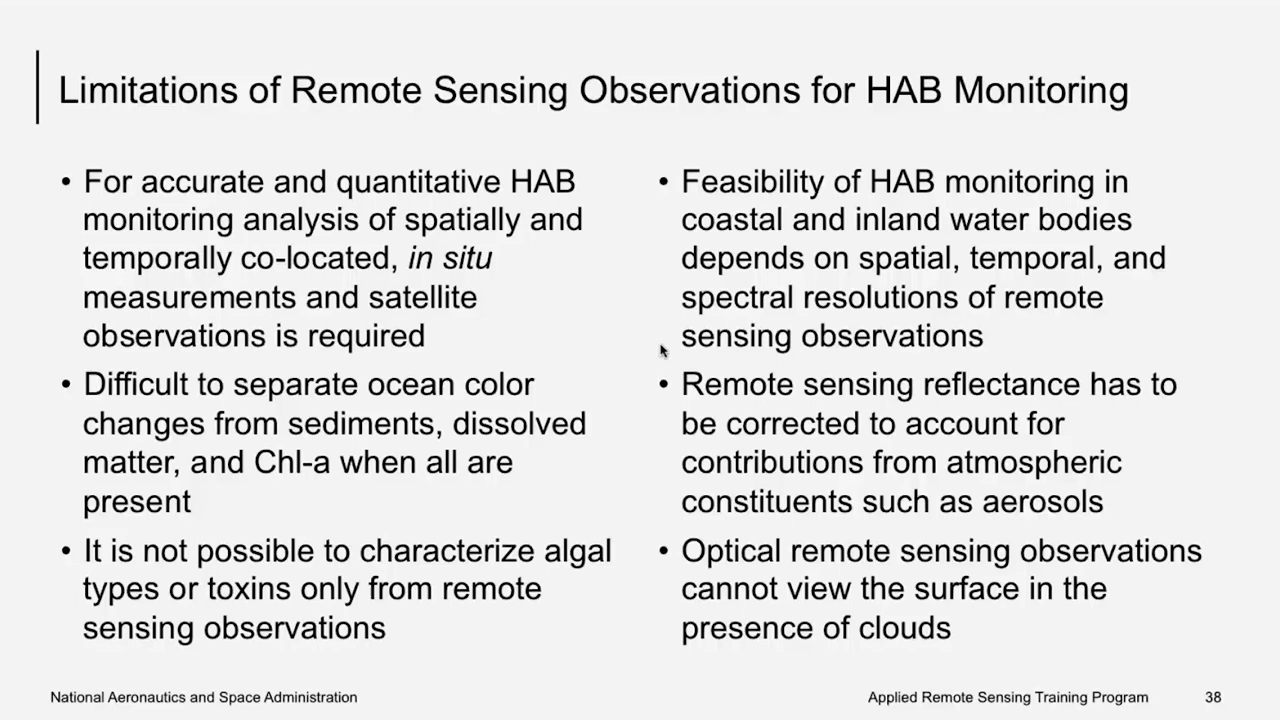 Limitations of Remote Sensing Observations for HAB Monitoring
• For accurate and quantitative HAB
monitoring analysis of spatially and
temporally co-located, in situ
measurements and satellite
observations is required
• Difficult to separate ocean color
changes from sediments, dissolved
matter, and Chl-a when all are
present
• It is not possible to characterize algal
types or toxins only from remote
sensing observations
• Feasibility of HAB monitoring in
coastal and inland water bodies
depends on spatial, temporal, and
spectral resolutions of remote
sensing observations
• Remote sensing reflectance has to
be corrected to account for
contributions from atmospheric
constituents such as aerosols
• Optical remote sensing observations
cannot view the surface in the
presence of clouds
National Aeronautics and Space Administration
Applied Remote Sensing Training Program
38